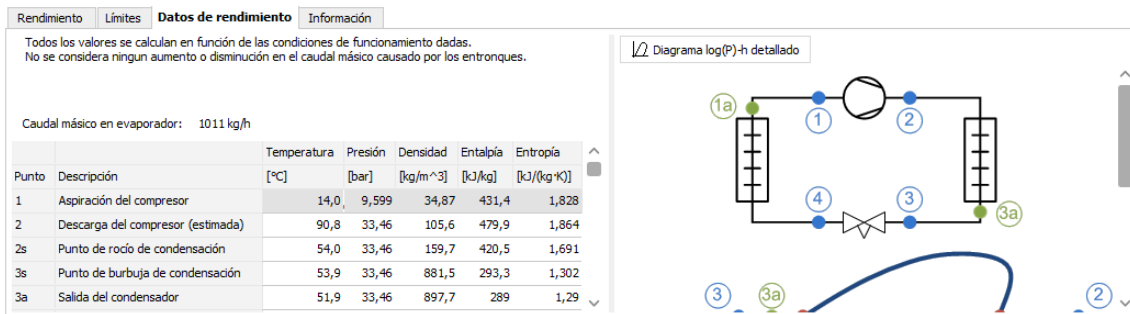 Rendimiento Límites Datos de rendimiento Información
Todos los valores se calculan en función de las condiciones de funcionamiento dadas.
No se considera ningun aumento o disminución en el caudal másico causado por los entronques.
Caudal másico en evaporador: 1011 kg/h
Temperatura Presión Densidad Entalpía Entropía
Punto Descripción [°C] [bar] [kg/m^3] [kJ/kg] [kJ/(kg·K)]
1 Aspiración del compresor 14,0 9,599 34,87 431,4 1,828
2 Descarga del compresor (estimada) 90,8 33,46 105,6 479,9 1,864
2s Punto de rocío de condensación 54,0 33,46 159,7 420,5 1,691
3s Punto de burbuja de condensación 53,9 33,46 881,5 293,3 1,302
3a Salida del condensador 51,9 33,46 897,7 289 1,29
Diagrama log(P)-h detallado
1a
1 2
4 3
3a
3 3a 2